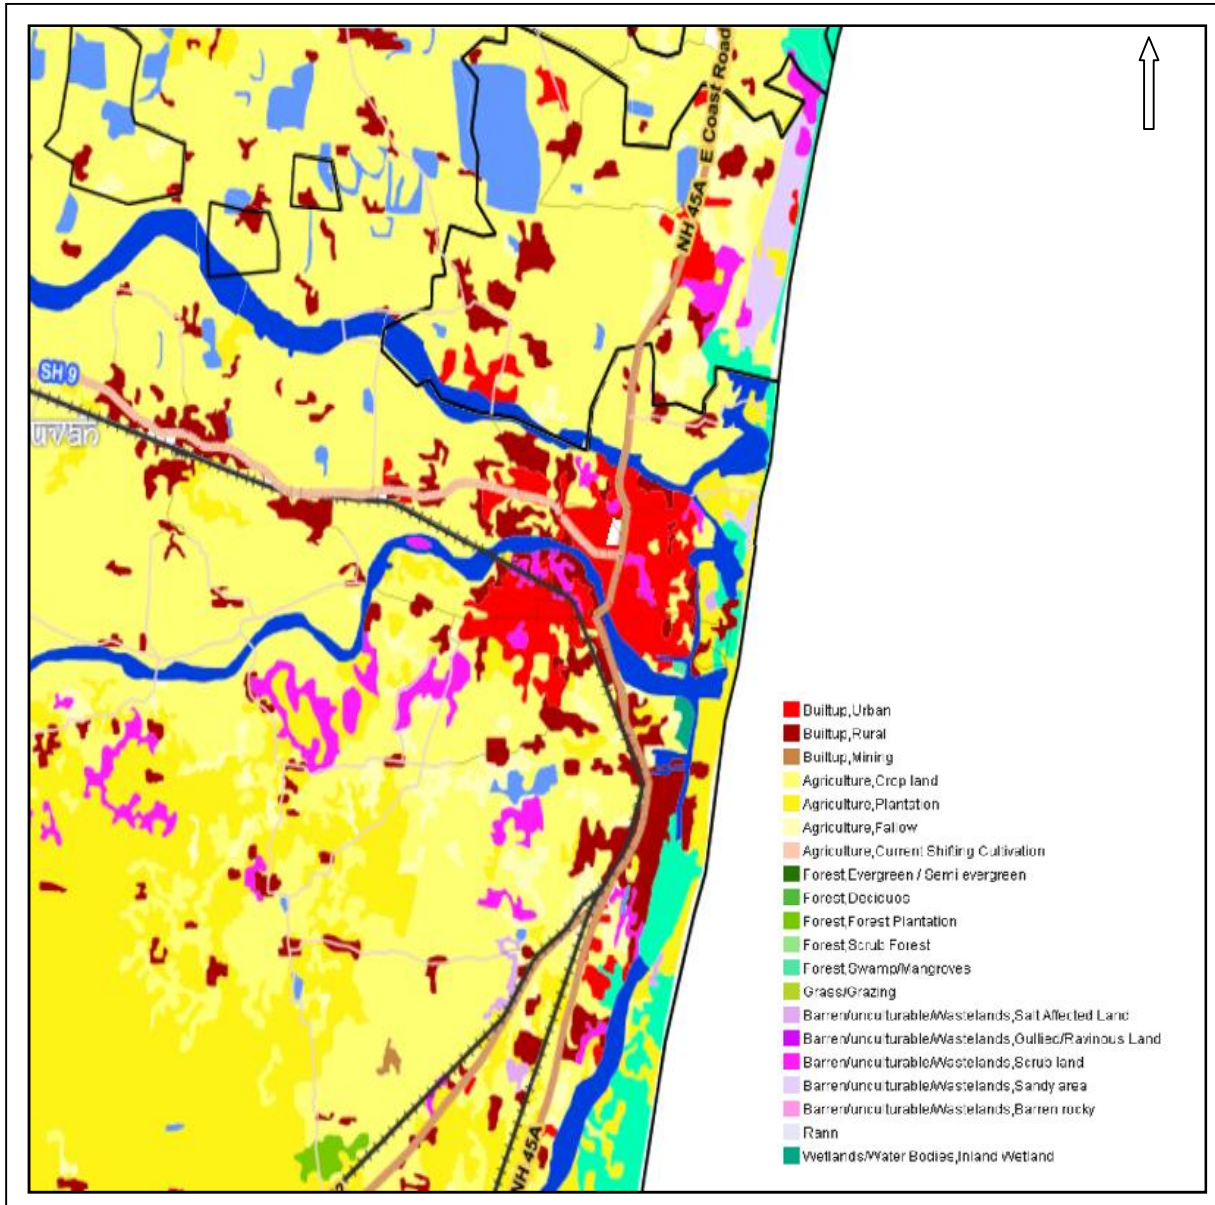 E Coast Road
NH 45A
SH 9
uvan
Builtup,Urban
Builtup,Rural
Builtup,Mining
Agriculture,Crop land
Agriculture,Plantation
Agriculture,Fallow
Agriculture,Current Shifting Cultivation
Forest,Evergreen / Semi evergreen
Forest,Deciduos
Forest,Forest Plantation
Forest,Scrub Forest
Forest,Swamp/Mangroves
Grass/Grazing
Barren/unculturable/Wastelands,Salt Affected Land
Barren/unculturable/Wastelands,Gullied/Ravinous Land
Barren/unculturable/Wastelands,Scrub land
Barren/unculturable/Wastelands,Sandy area
Barren/unculturable/Wastelands,Barren rocky
Rann
Wetlands/Water Bodies,Inland Wetland
NH 45A